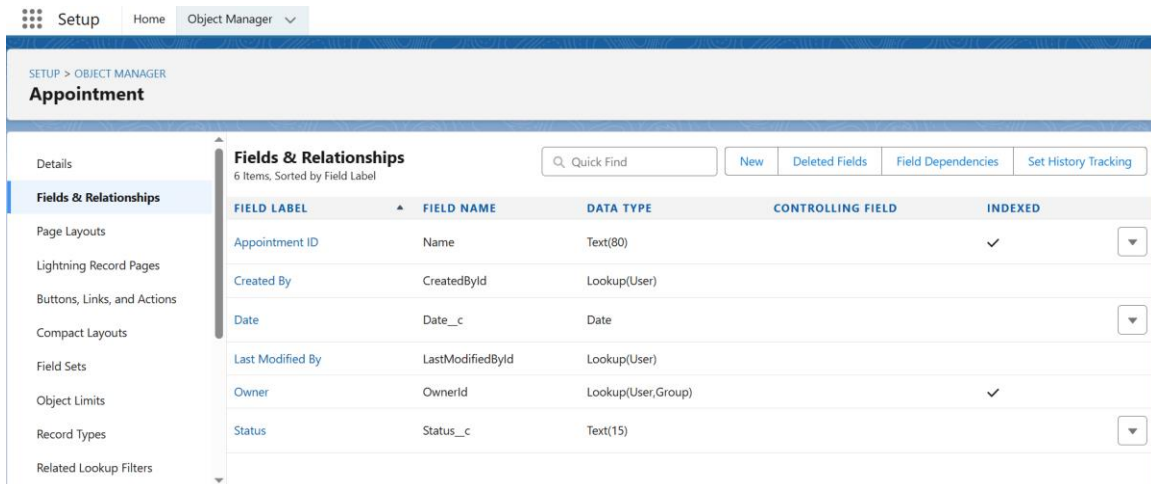 Setup Home Object Manager
SETUP > OBJECT MANAGER
Appointment
Details
Fields & Relationships
Page Layouts
Lightning Record Pages
Buttons, Links, and Actions
Compact Layouts
Field Sets
Object Limits
Record Types
Related Lookup Filters
Fields & Relationships
6 Items, Sorted by Field Label
Quick Find
New Deleted Fields Field Dependencies Set History Tracking
FIELD LABEL FIELD NAME DATA TYPE CONTROLLING FIELD INDEXED
Appointment ID Name Text(80)
Created By CreatedById Lookup(User)
Date Date__c Date
Last Modified By LastModifiedById Lookup(User)
Owner OwnerId Lookup(User,Group)
Status Status__c Text(15)